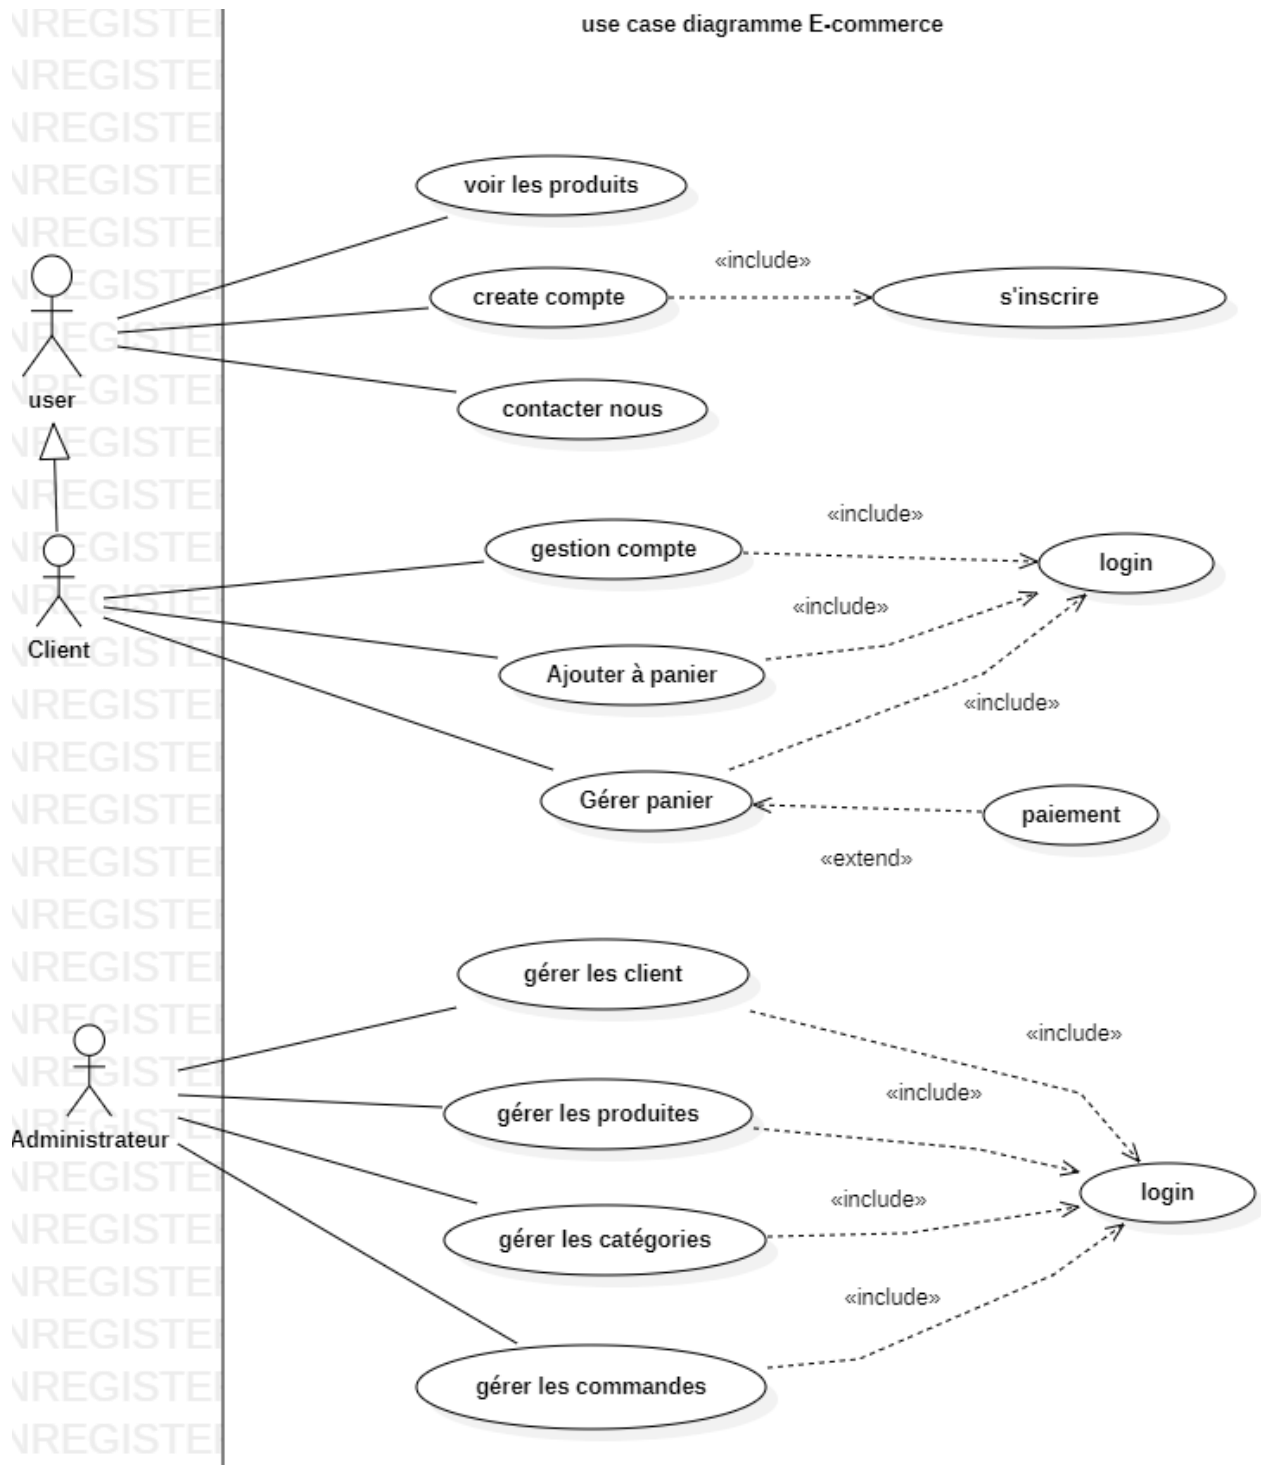 use case diagramme E-commerce
voir les produits
«include»
create compte
s'inscrire
user
contacter nous
«include»
gestion compte
login
«include»
Client
Ajouter à panier
«include»
Gérer panier
paiement
«extend»
gérer les client
«include»
«include»
gérer les produites
Administrateur
login
«include»
gérer les catégories
«include»
gérer les commandes